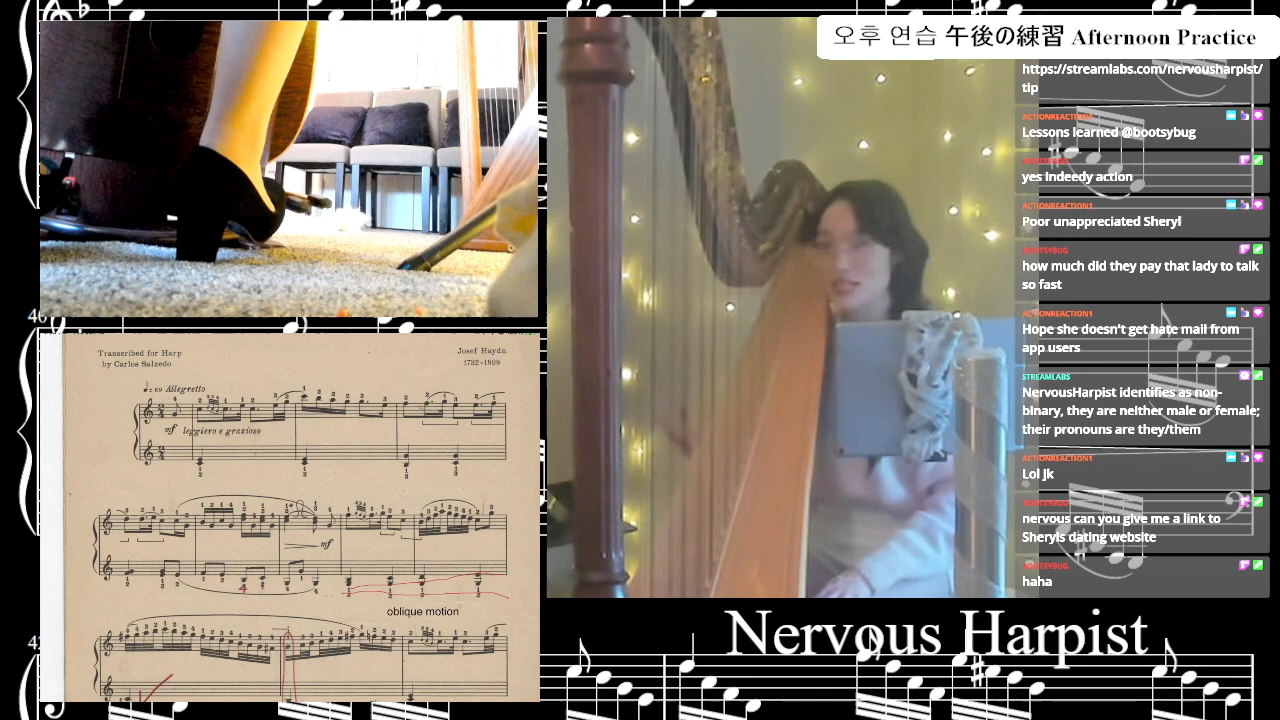 오후 연습 午後の練習 Afternoon Practice
https://streamlabs.com/nervousharpist/
tip
ACTIONREACTION1
Lessons learned @bootsybug
BOOTSYBUG
yes indeedy action
ACTIONREACTION1
Poor unappreciated Sheryl
BOOTSYBUG
how much did they pay that lady to talk
so fast
ACTIONREACTION1
Hope she doesn't get hate mail from
app users
STREAMLABS
NervousHarpist identifies as non-
binary, they are neither male or female;
their pronouns are they/them
ACTIONREACTION1
Lol jk
BOOTSYBUG
nervous can you give me a link to
Sheryls dating website
BOOTSYBUG
haha
Transcribed for Harp
by Carlos Salzedo
Josef Haydn
1732-1809
♩= 69 Allegretto
mf leggiero e grazioso
mf
oblique motion
Nervous Harpist